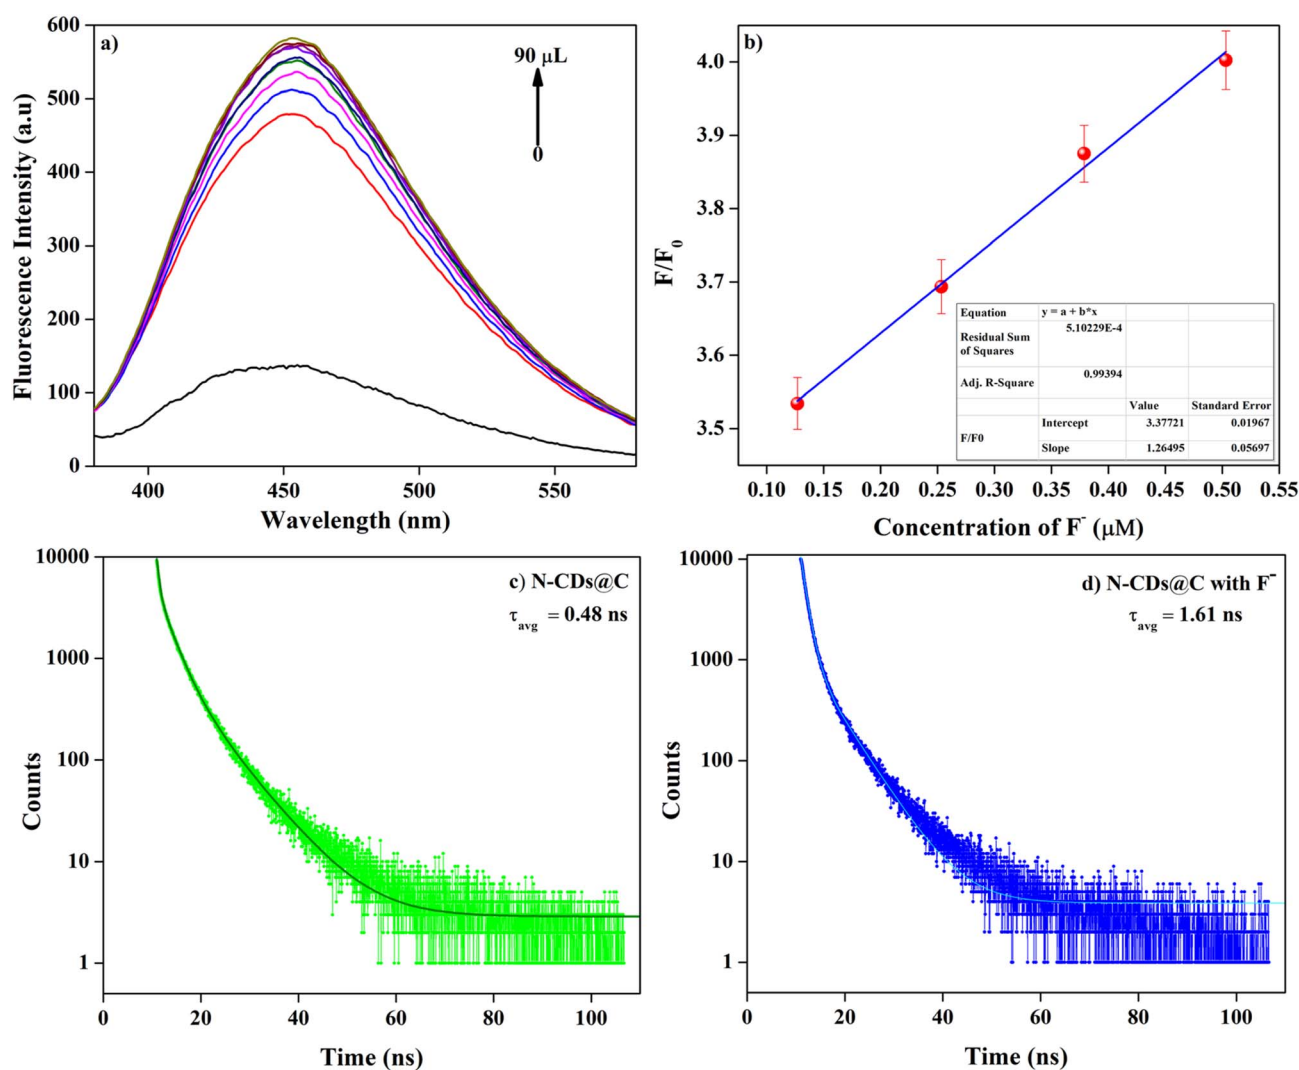 a)
90 μL
0
Fluorescence Intensity (a.u)
600
500
400
300
200
100
0
400 450 500 550
Wavelength (nm)
b)
F/F₀
4.0
3.9
3.8
3.7
3.6
3.5
Equation y = a + b*x
Residual Sum of Squares 5.10229E-4
Adj. R-Square 0.99394
Value Standard Error
F/F0 Intercept 3.37721 0.01967
Slope 1.26495 0.05697
0.10 0.15 0.20 0.25 0.30 0.35 0.40 0.45 0.50 0.55
Concentration of F⁻ (μM)
c) N-CDs@C
τavg = 0.48 ns
Counts
10000
1000
100
10
1
0 20 40 60 80 100
Time (ns)
d) N-CDs@C with F⁻
τavg = 1.61 ns
Counts
10000
1000
100
10
1
0 20 40 60 80 100
Time (ns)